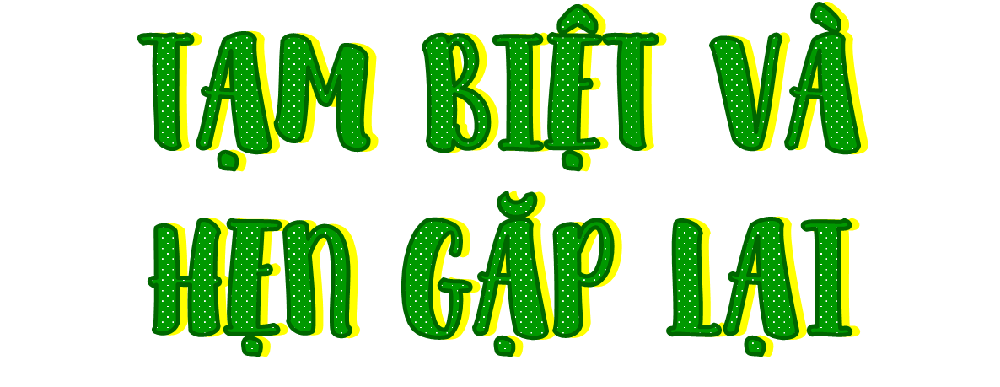 TẠM BIỆT VÀ
HẸN GẶP LẠI